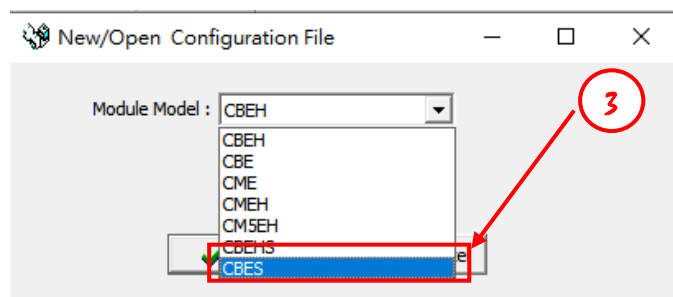 New/Open Configuration File
Module Model : CBEH
3
CBEH
CBE
CME
CMEH
CM5EH
CBEHS
CBES